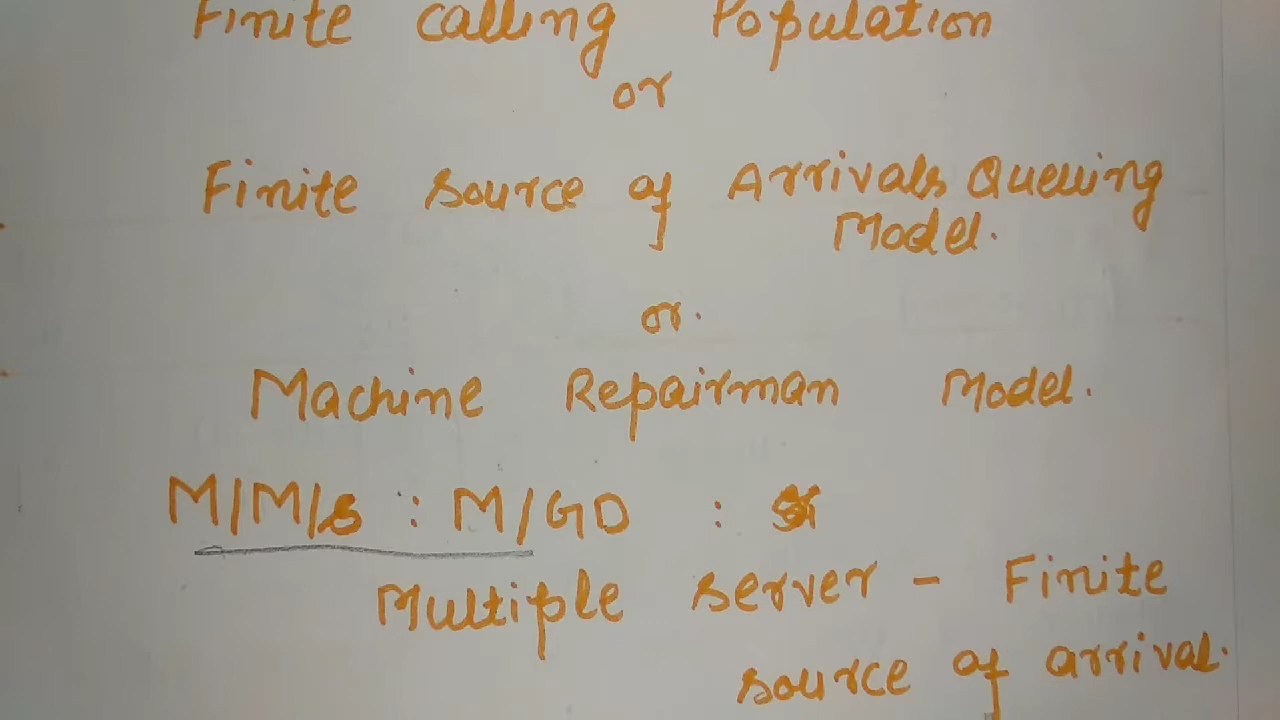 Finite calling Population
or
Finite source of Arrivals Queuing
Model.
or.
Machine Repairman Model.
M/M/s : M/GD :
Multiple server - Finite
source of arrival.